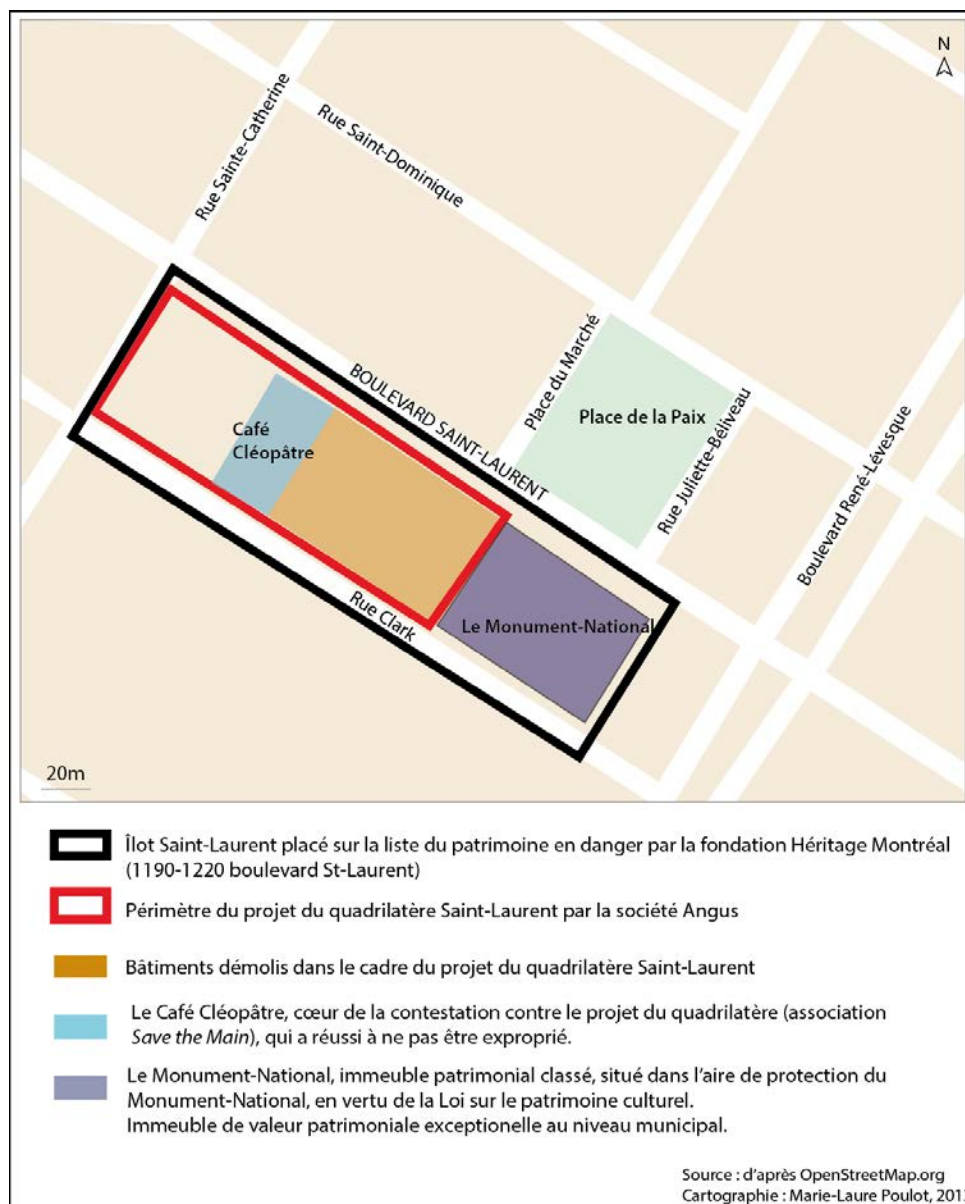 N
Rue Sainte-Catherine
Rue Saint-Dominique
Place du Marché
BOULEVARD SAINT-LAURENT
Place de la Paix
Rue Juliette-Béliveau
Boulevard René-Lévesque
Café
Cléopâtre
Rue Clark
Le Monument-National
20m
Îlot Saint-Laurent placé sur la liste du patrimoine en danger par la fondation Héritage Montréal
(1190-1220 boulevard St-Laurent)
Périmètre du projet du quadrilatère Saint-Laurent par la société Angus
Bâtiments démolis dans le cadre du projet du quadrilatère Saint-Laurent
Le Café Cléopâtre, cœur de la contestation contre le projet du quadrilatère (association
Save the Main), qui a réussi à ne pas être exproprié.
Le Monument-National, immeuble patrimonial classé, situé dans l'aire de protection du
Monument-National, en vertu de la Loi sur le patrimoine culturel.
Immeuble de valeur patrimoniale exceptionelle au niveau municipal.
Source : d'après OpenStreetMap.org
Cartographie : Marie-Laure Poulot,